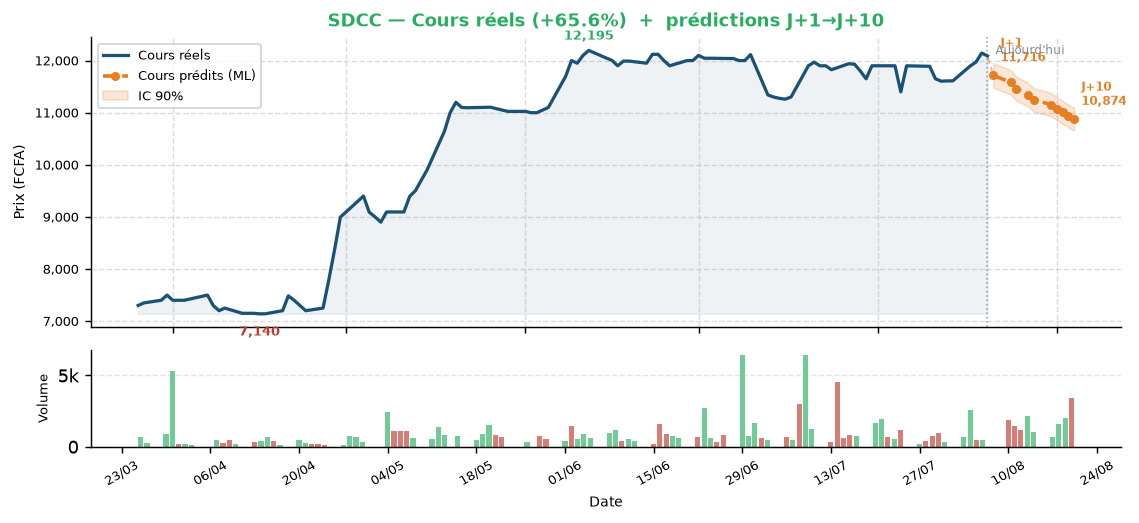 SDCC — Cours réels (+65.6%)  +  prédictions J+1→J+10
12,195
Cours réels
Cours prédits (ML)
IC 90%
J+1
11,716
Aujourd'hui
J+10
10,874
7,140
Prix (FCFA)
12,000
11,000
10,000
9,000
8,000
7,000
Volume
5k
0
23/03
06/04
20/04
04/05
18/05
01/06
15/06
29/06
13/07
27/07
10/08
24/08
Date